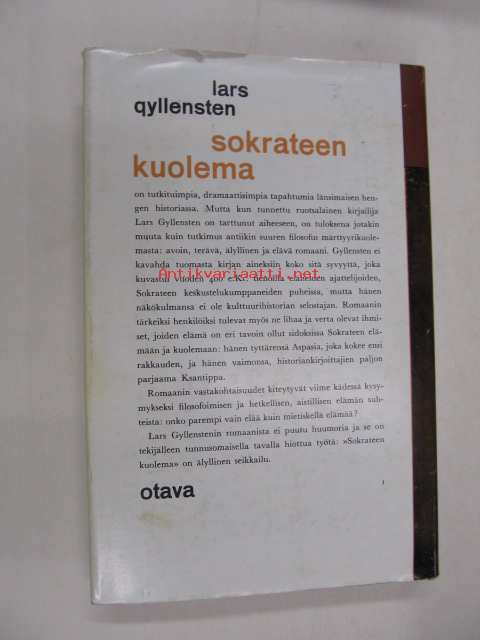 lars
qyllensten
sokrateen
kuolema
on tutkituimpia, dramaattisimpia tapahtumia länsimaisen hen-
gen historiassa. Mutta kun tunnettu ruotsalainen kirjailija
Lars Gyllensten on tarttunut aiheeseen, on tuloksena jotakin
muuta kuin tutkimus antiikin suuren filosofin marttyyrikuole-
masta: avoin, terävä, älyllinen ja elävä romaani. Gyllensten ei
kavahda tuomasta kirjan aineksiin koko sitä syvyyttä, joka
kuvastui vuoden 400 e.Kr. tienoilla eläneiden ajattelijoiden,
Antikvariaatti.net
Sokrateen keskustelukumppaneiden puheissa, mutta hänen
näkökulmansa ei ole kulttuurihistorian selostajan. Romaanin
tärkeiksi henkilöiksi tulevat myös ne lihaa ja verta olevat ihmi-
set, joiden elämä on eri tavoin ollut sidoksissa Sokrateen elä-
mään ja kuolemaan: hänen tyttärensä Aspasia, joka kokee ensi
rakkauden, ja hänen vaimonsa, historiankirjoittajien paljon
parjaama Ksantippa.
Romaanin vastakohtaisuudet kiteytyvät viime kädessä kysy-
mykseksi filosofoimisen ja hetkellisen, aistillisen elämän suh-
teista: onko parempi vain elää kuin mietiskellä elämää?
Lars Gyllenstenin romaanista ei puutu huumoria ja se on
tekijälleen tunnusomaisella tavalla hiottua työtä: »Sokrateen
kuolema» on älyllinen seikkailu.
otava